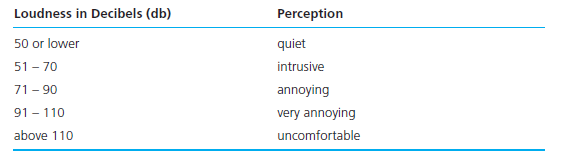 Loudness in Decibels (db) Perception
50 or lower quiet
51 – 70 intrusive
71 – 90 annoying
91 – 110 very annoying
above 110 uncomfortable